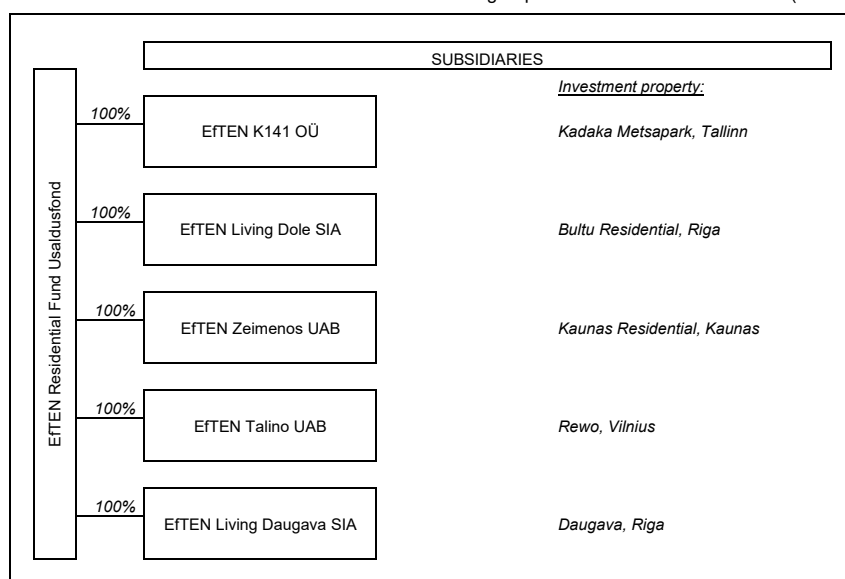 SUBSIDIARIES
Investment property:
EfTEN Residential Fund Usaldusfond
100%
EfTEN K141 OÜ
Kadaka Metsapark, Tallinn
100%
EfTEN Living Dole SIA
Bultu Residential, Riga
100%
EfTEN Zeimenos UAB
Kaunas Residential, Kaunas
100%
EfTEN Talino UAB
Rewo, Vilnius
100%
EfTEN Living Daugava SIA
Daugava, Riga